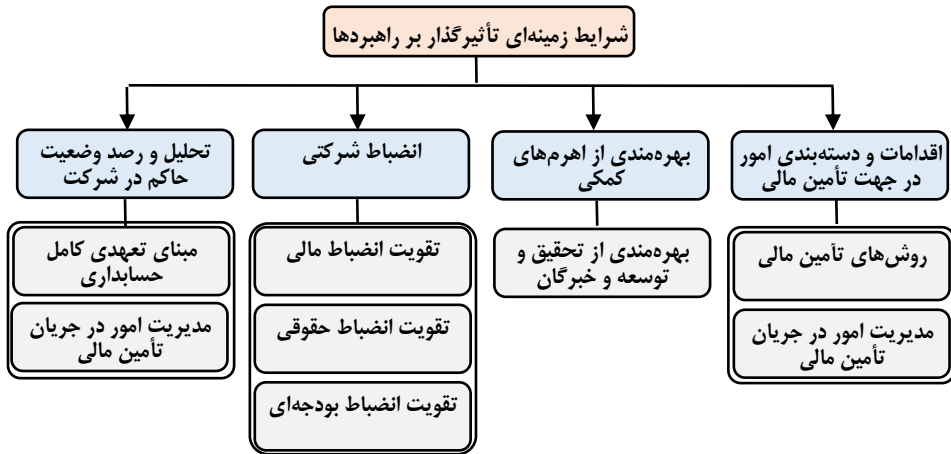 شرایط زمینه‌ای تأثیرگذار بر راهبردها
اقدامات و دسته‌بندی امور
در جهت تأمین مالی
بهره‌مندی از اهرم‌های
کمکی
انضباط شرکتی
تحلیل و رصد وضعیت
حاکم در شرکت
روش‌های تأمین مالی
مدیریت امور در جریان
تأمین مالی
بهره‌مندی از تحقیق و
توسعه و خبرگان
تقویت انضباط مالی
تقویت انضباط حقوقی
تقویت انضباط بودجه‌ای
مبنای تعهدی کامل
حسابداری
مدیریت امور در جریان
تأمین مالی